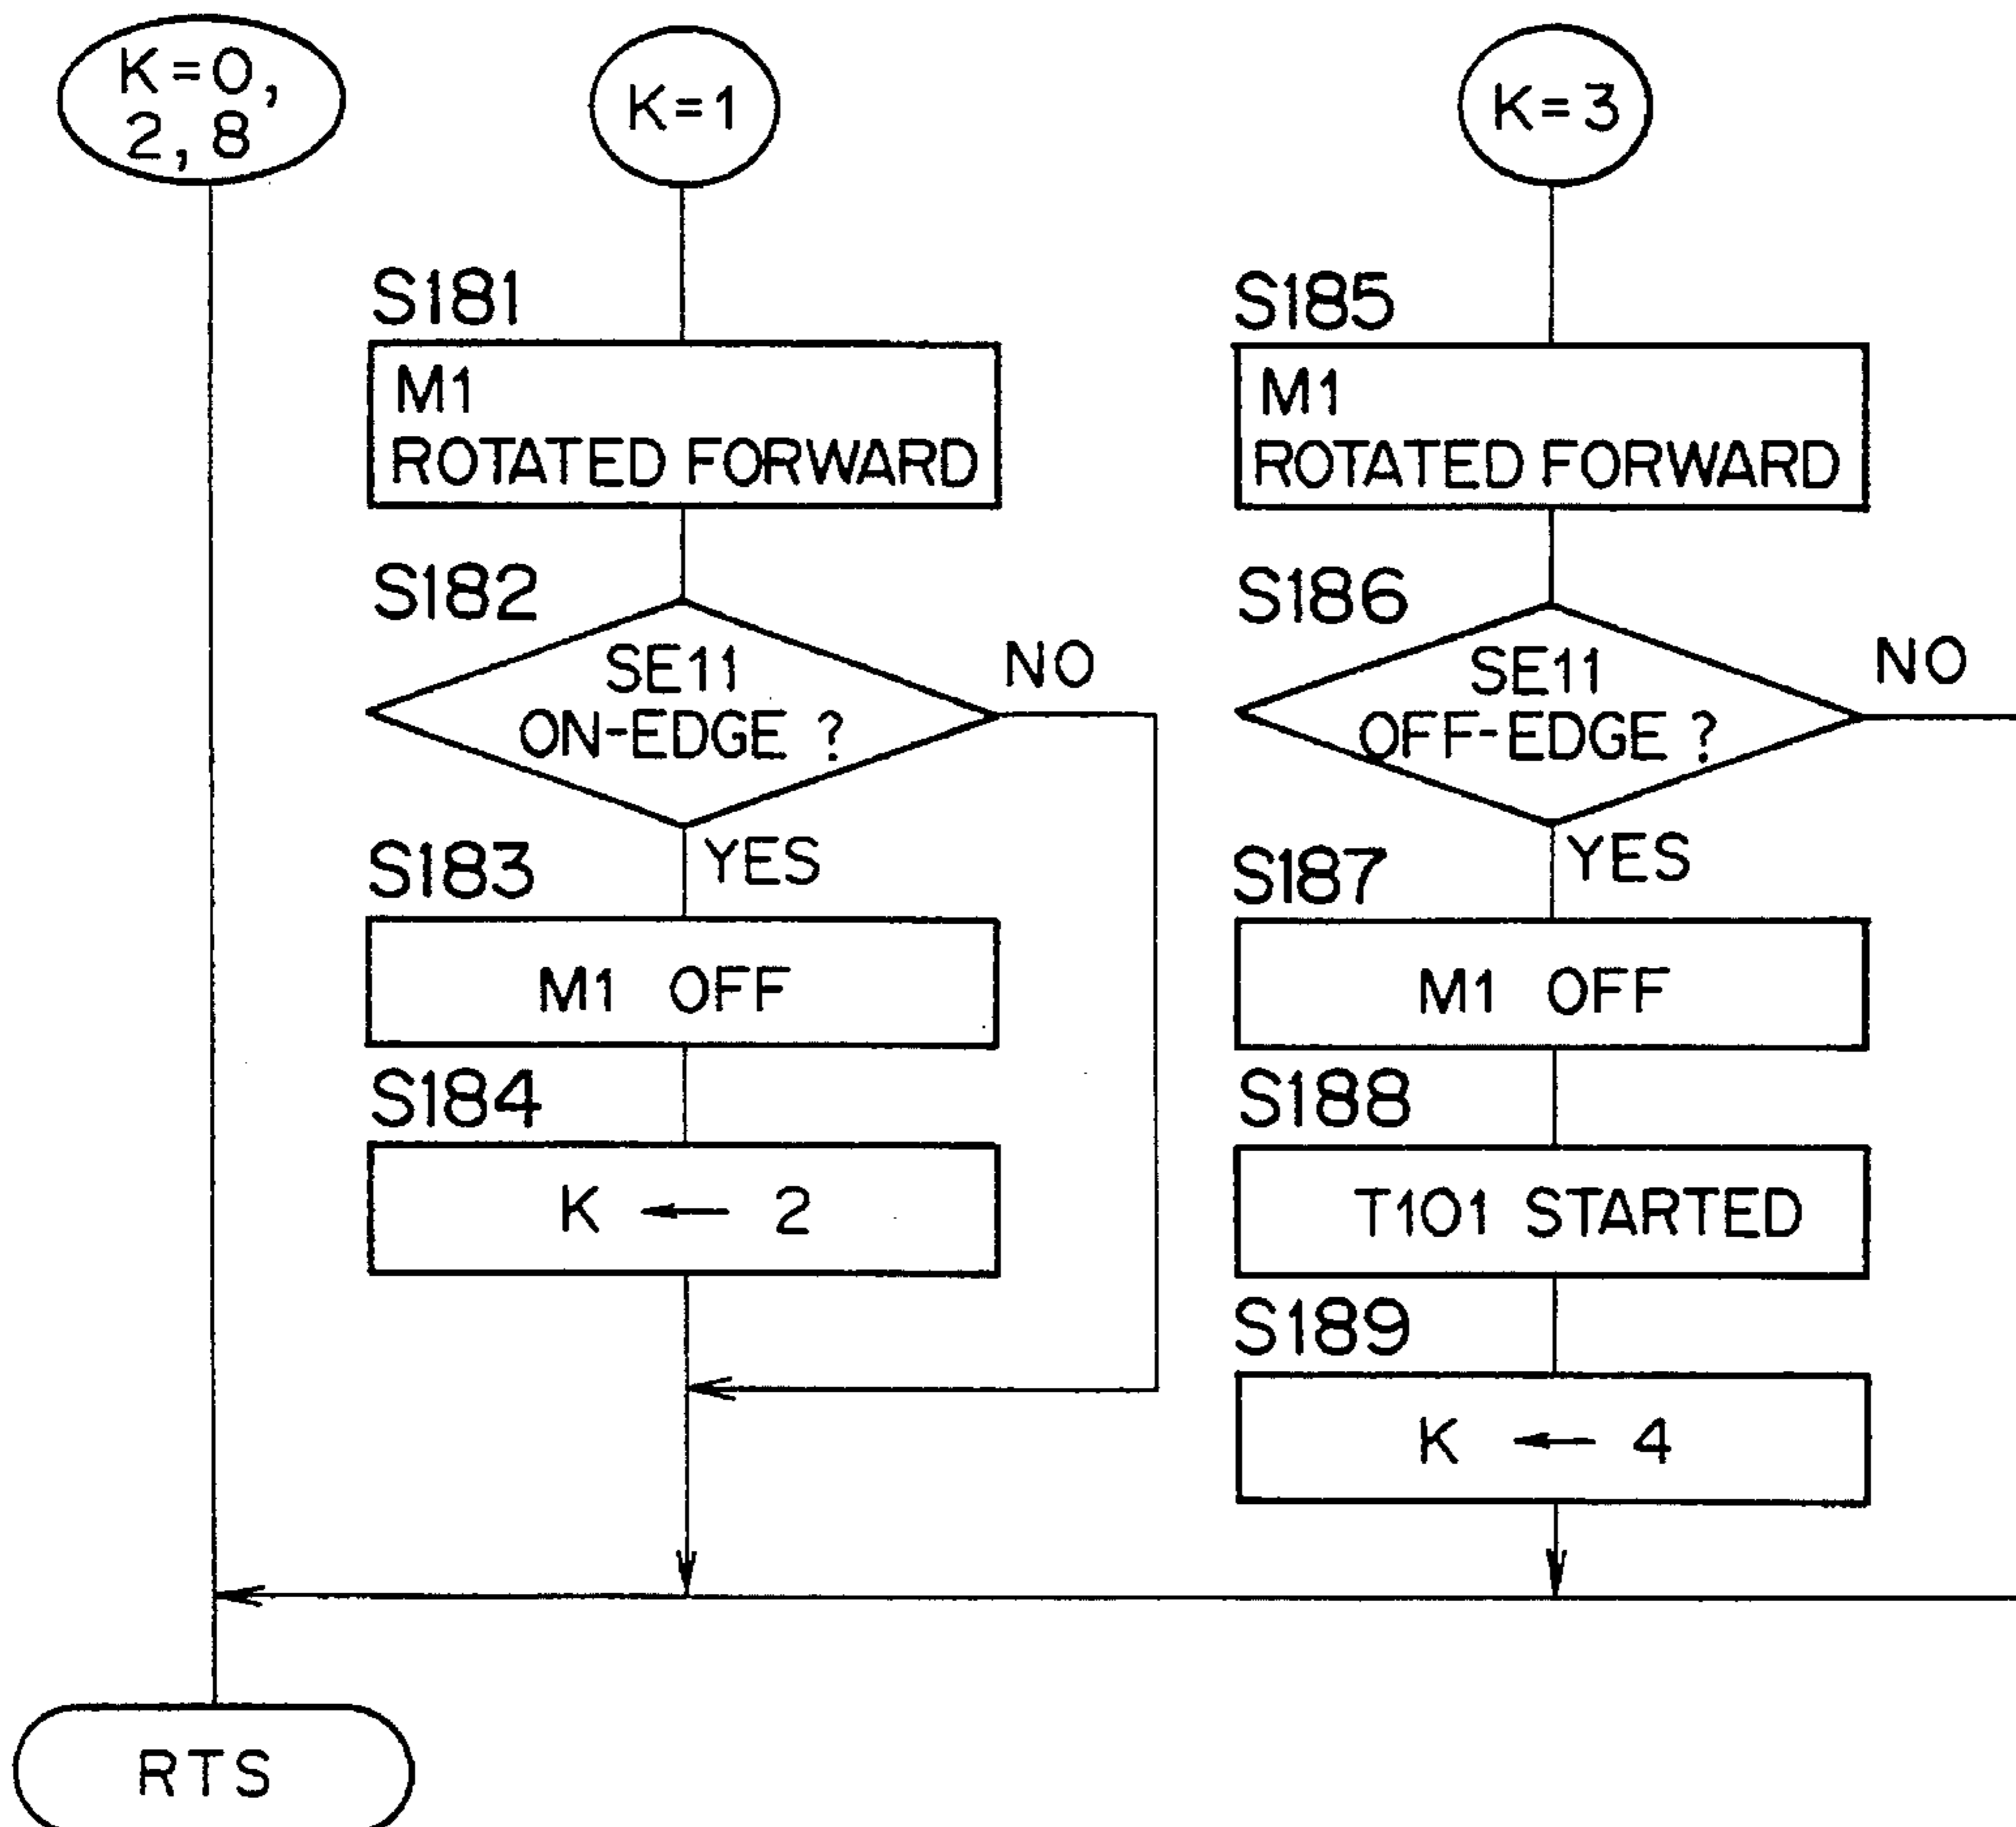 K=0,
2,8
K=1
S181
M1
ROTATED FORWARD
S182
SE11
ON-EDGE ?
NO
YES
S183
M1 OFF
S184
K ← 2
K=3
S185
M1
ROTATED FORWARD
S186
SE11
OFF-EDGE ?
NO
YES
S187
M1 OFF
S188
T101 STARTED
S189
K ← 4
RTS